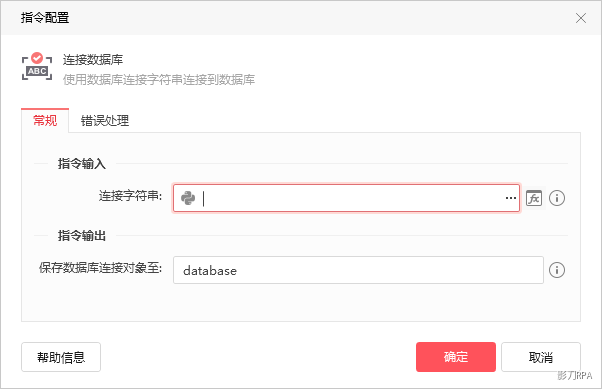 指令配置
ABC
连接数据库
使用数据库连接字符串连接到数据库
常规
错误处理
指令输入
连接字符串:
fx
指令输出
保存数据库连接对象至:
database
帮助信息
确定
取消
影刀RPA